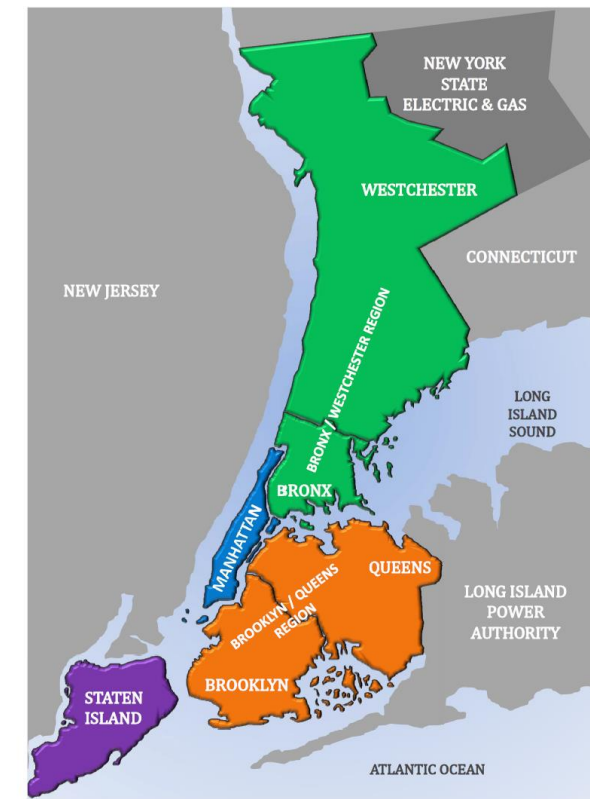 NEW YORK
STATE
ELECTRIC & GAS
WESTCHESTER
CONNECTICUT
NEW JERSEY
BRONX / WESTCHESTER REGION
LONG
ISLAND
SOUND
BRONX
MANHATTAN
QUEENS
BROOKLYN / QUEENS
REGION
LONG ISLAND
POWER
AUTHORITY
BROOKLYN
STATEN
ISLAND
ATLANTIC OCEAN